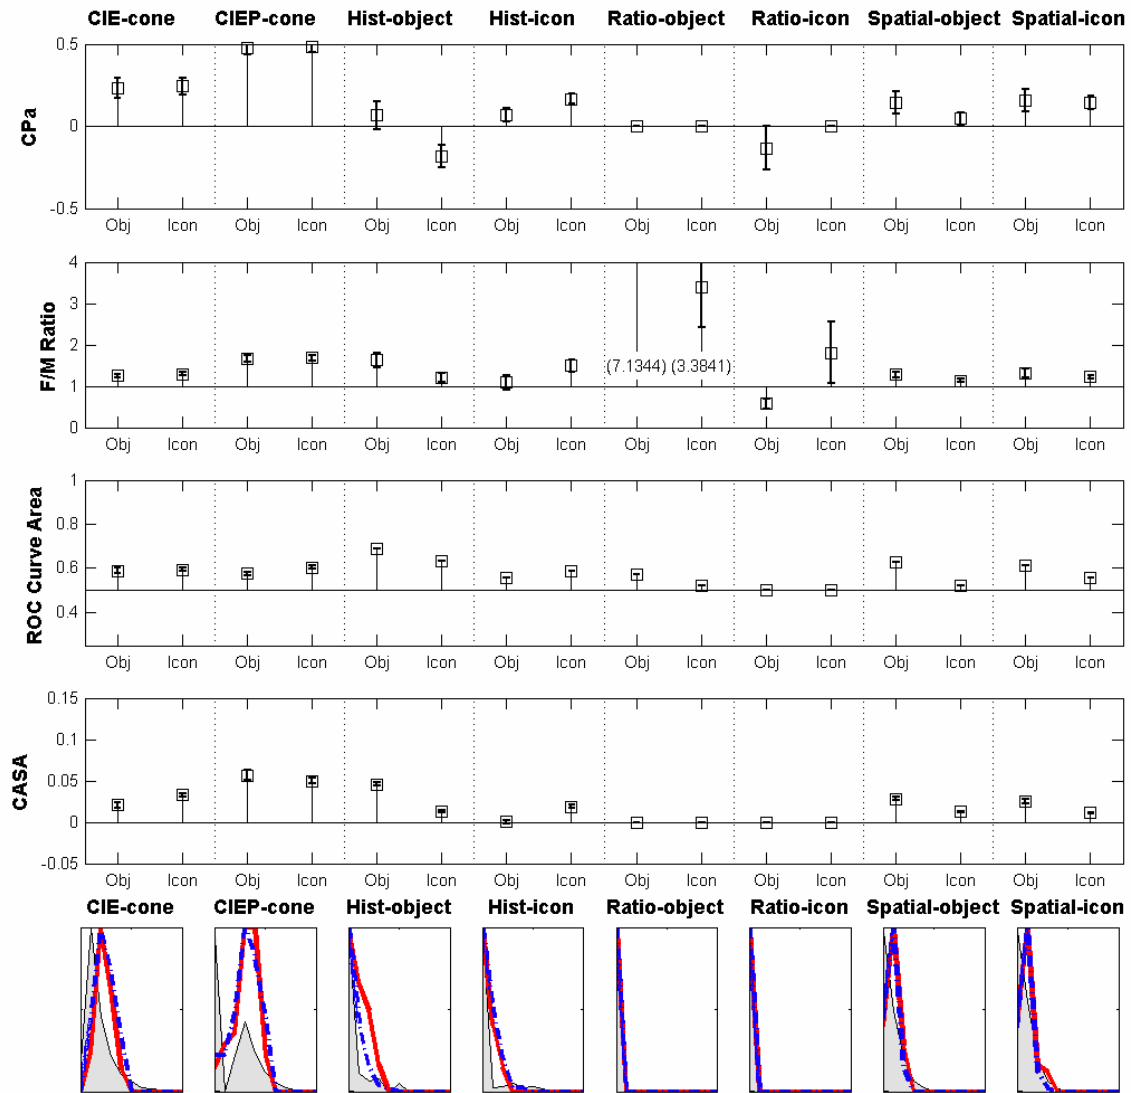 CIE-cone CIEP-cone Hist-object Hist-icon Ratio-object Ratio-icon Spatial-object Spatial-icon
CPa
0.5
0
-0.5
Obj Icon Obj Icon Obj Icon Obj Icon Obj Icon Obj Icon Obj Icon Obj Icon
F/M Ratio
4
3
2
(7.1344) (3.3841)
1
0
Obj Icon Obj Icon Obj Icon Obj Icon Obj Icon Obj Icon Obj Icon Obj Icon
ROC Curve Area
1
0.8
0.6
0.4
Obj Icon Obj Icon Obj Icon Obj Icon Obj Icon Obj Icon Obj Icon Obj Icon
CASA
0.15
0.1
0.05
0
-0.05
Obj Icon Obj Icon Obj Icon Obj Icon Obj Icon Obj Icon Obj Icon Obj Icon
CIE-cone CIEP-cone Hist-object Hist-icon Ratio-object Ratio-icon Spatial-object Spatial-icon